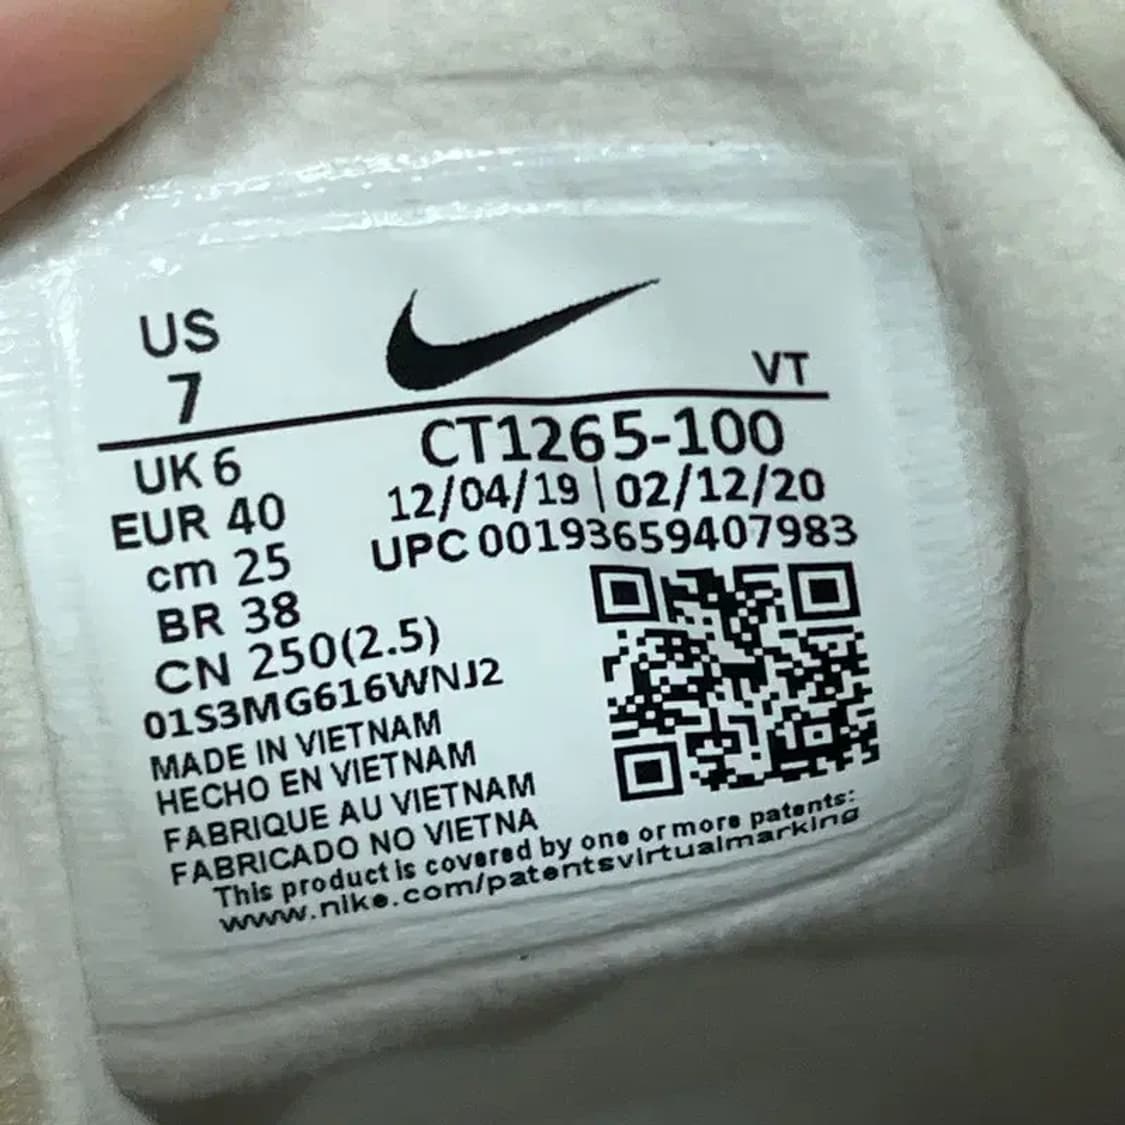 US
7
VT
UK 6
EUR 40
cm 25
BR 38
CN 250(2.5)
CT1265-100
12/04/19 | 02/12/20
UPC 00193659407983
01S3MG616WNJ2
MADE IN VIETNAM
HECHO EN VIETNAM
FABRIQUE AU VIETNAM
FABRICADO NO VIETNA
This product is covered by one or more patents:
www.nike.com/patentsvirtualmarking